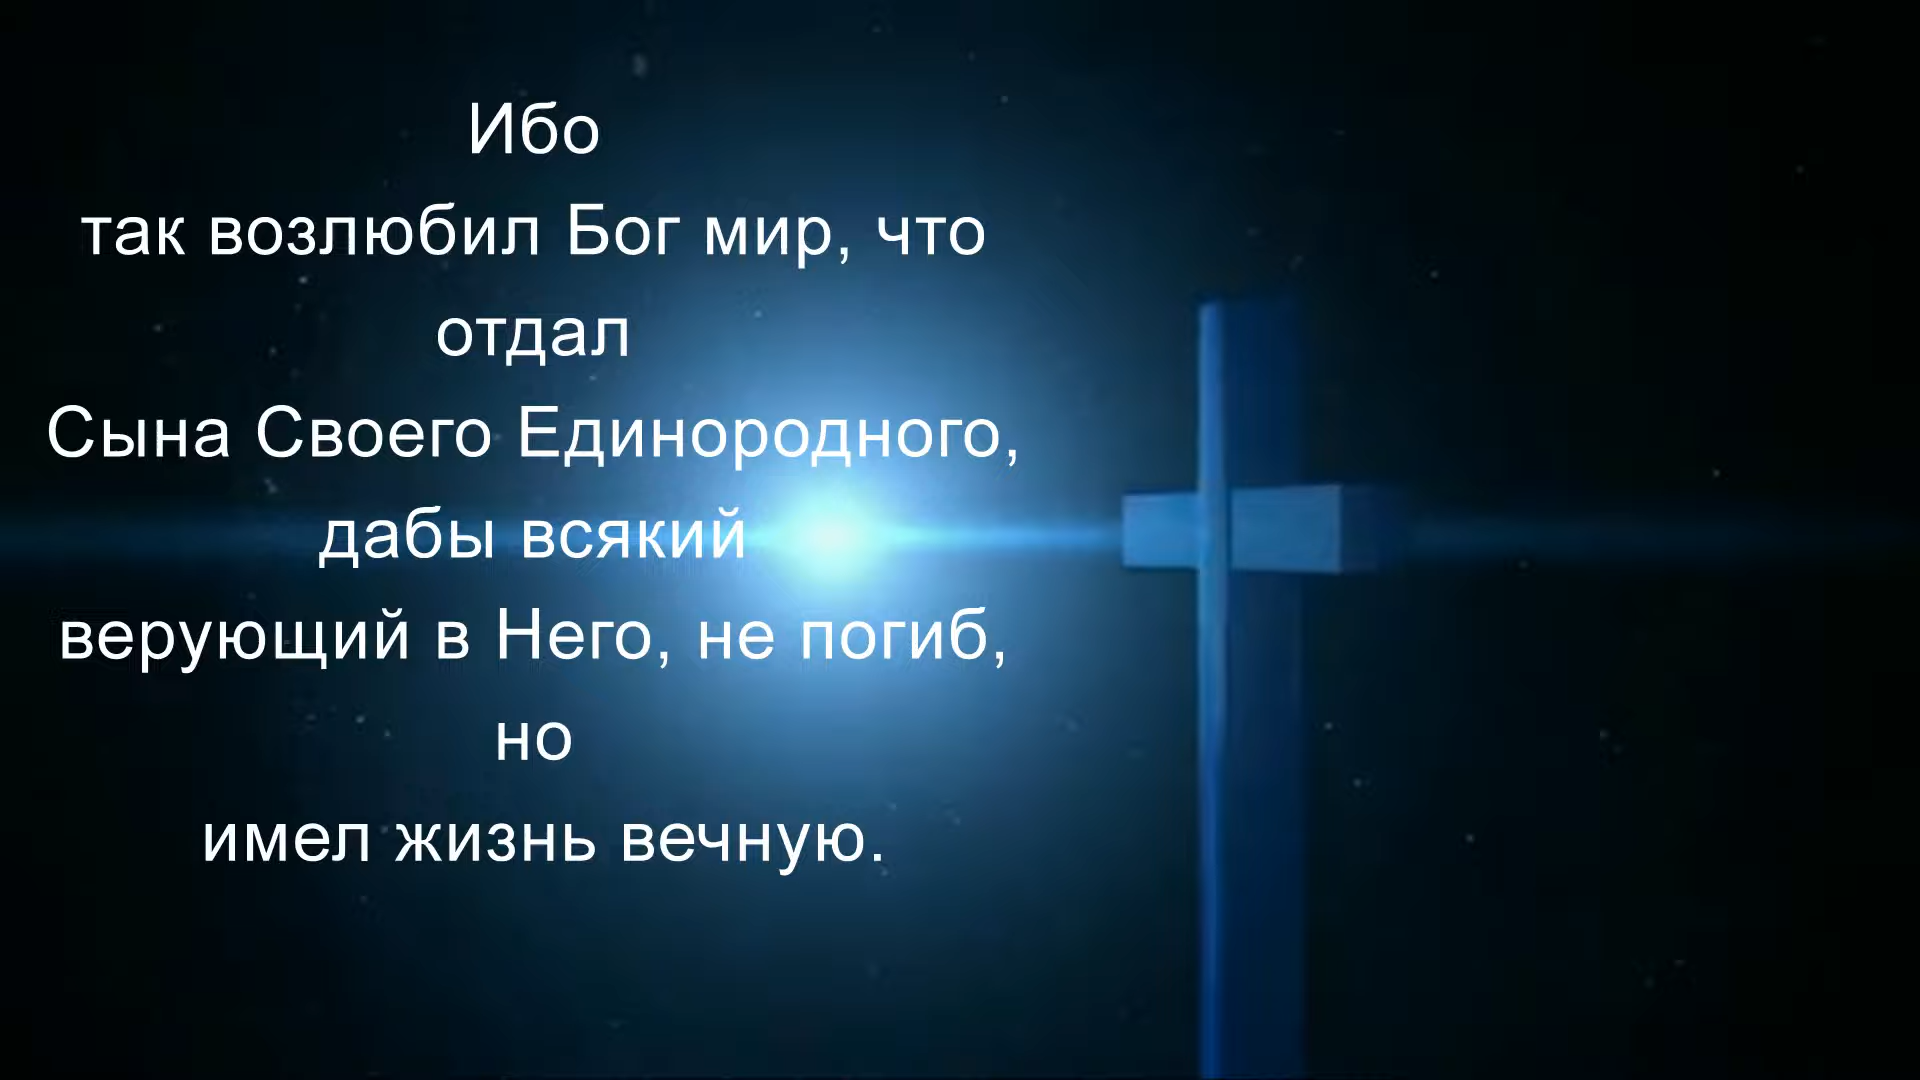 Ибо
так возлюбил Бог мир, что
отдал
Сына Своего Единородного,
дабы всякий
верующий в Него, не погиб,
но
имел жизнь вечную.